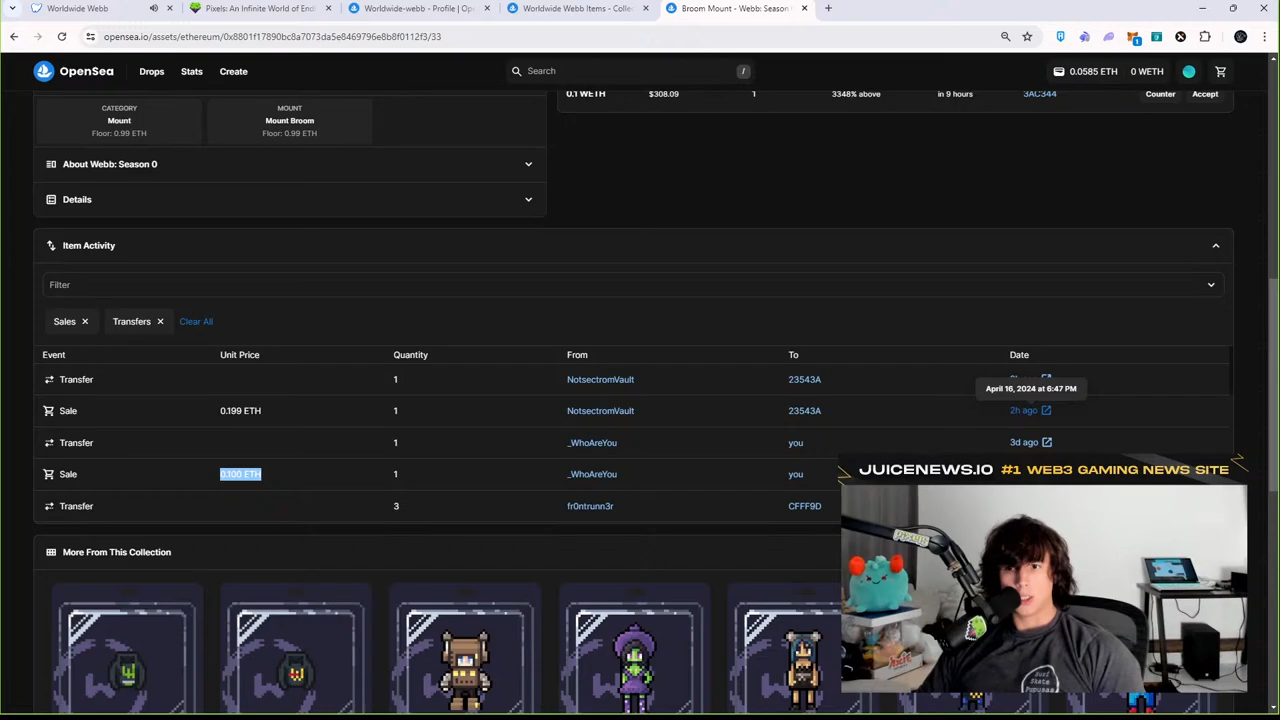 Worldwide Webb
Pixels: An Infinite World of Endl
Worldwide-webb - Profile | Ope
Worldwide Webb Items - Collec
Broom Mount - Webb: Season
opensea.io/assets/ethereum/0x8801f17890bc8a7073da5e8469796e8b8f0112f3/33
OpenSea
Drops
Stats
Create
Search
/
0.0585 ETH
0 WETH
CATEGORY
Mount
Floor: 0.99 ETH
MOUNT
Mount Broom
Floor: 0.99 ETH
0.1 WETH
$308.09
1
3348% above
in 9 hours
3AC344
Counter
Accept
About Webb: Season 0
Details
Item Activity
Filter
Sales
Transfers
Clear All
Event
Unit Price
Quantity
From
To
Date
Transfer
1
NotsectromVault
23543A
April 16, 2024 at 6:47 PM
Sale
0.199 ETH
1
NotsectromVault
23543A
2h ago
Transfer
1
_WhoAreYou
you
3d ago
Sale
0.100 ETH
1
_WhoAreYou
you
Transfer
3
fr0ntrunn3r
CFFF9D
JUICENEWS.IO #1 WEB3 GAMING NEWS SITE
More From This Collection